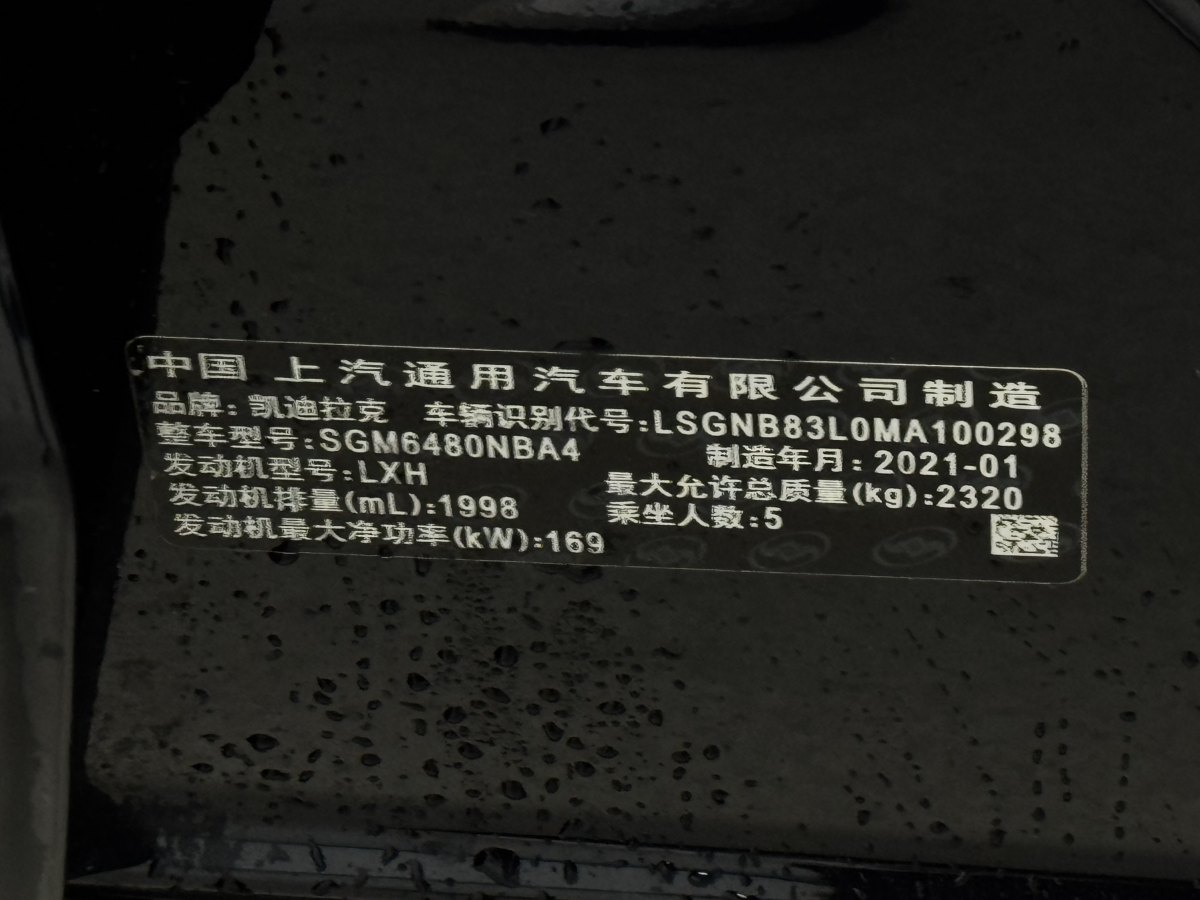 中国 上汽通用汽车有限公司制造
品牌：凯迪拉克 车辆识别代号：LSGNB83L0MA100298
整车型号：SGM6480NBA4 制造年月：2021-01
发动机型号：LXH 最大允许总质量(kg)：2320
发动机排量(mL)：1998 乘坐人数：5
发动机最大净功率(kW)：169